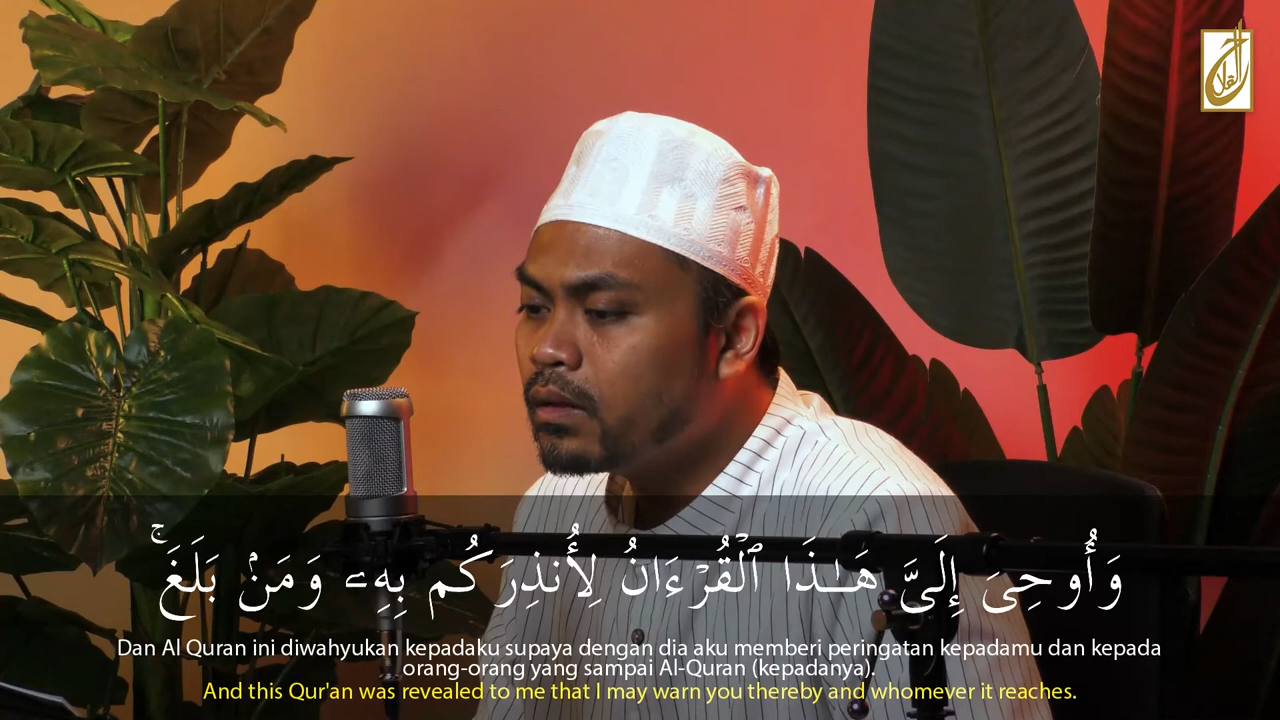 وَأُوحِىَ إِلَىَّ هَـٰذَا ٱلْقُرْءَانُ لِأُنذِرَكُم بِهِۦ وَمَنۢ بَلَغَ ۚ
Dan Al Quran ini diwahyukan kepadaku supaya dengan dia aku memberi peringatan kepadamu dan kepada
orang-orang yang sampai Al-Quran (kepadanya).
And this Qur'an was revealed to me that I may warn you thereby and whomever it reaches.